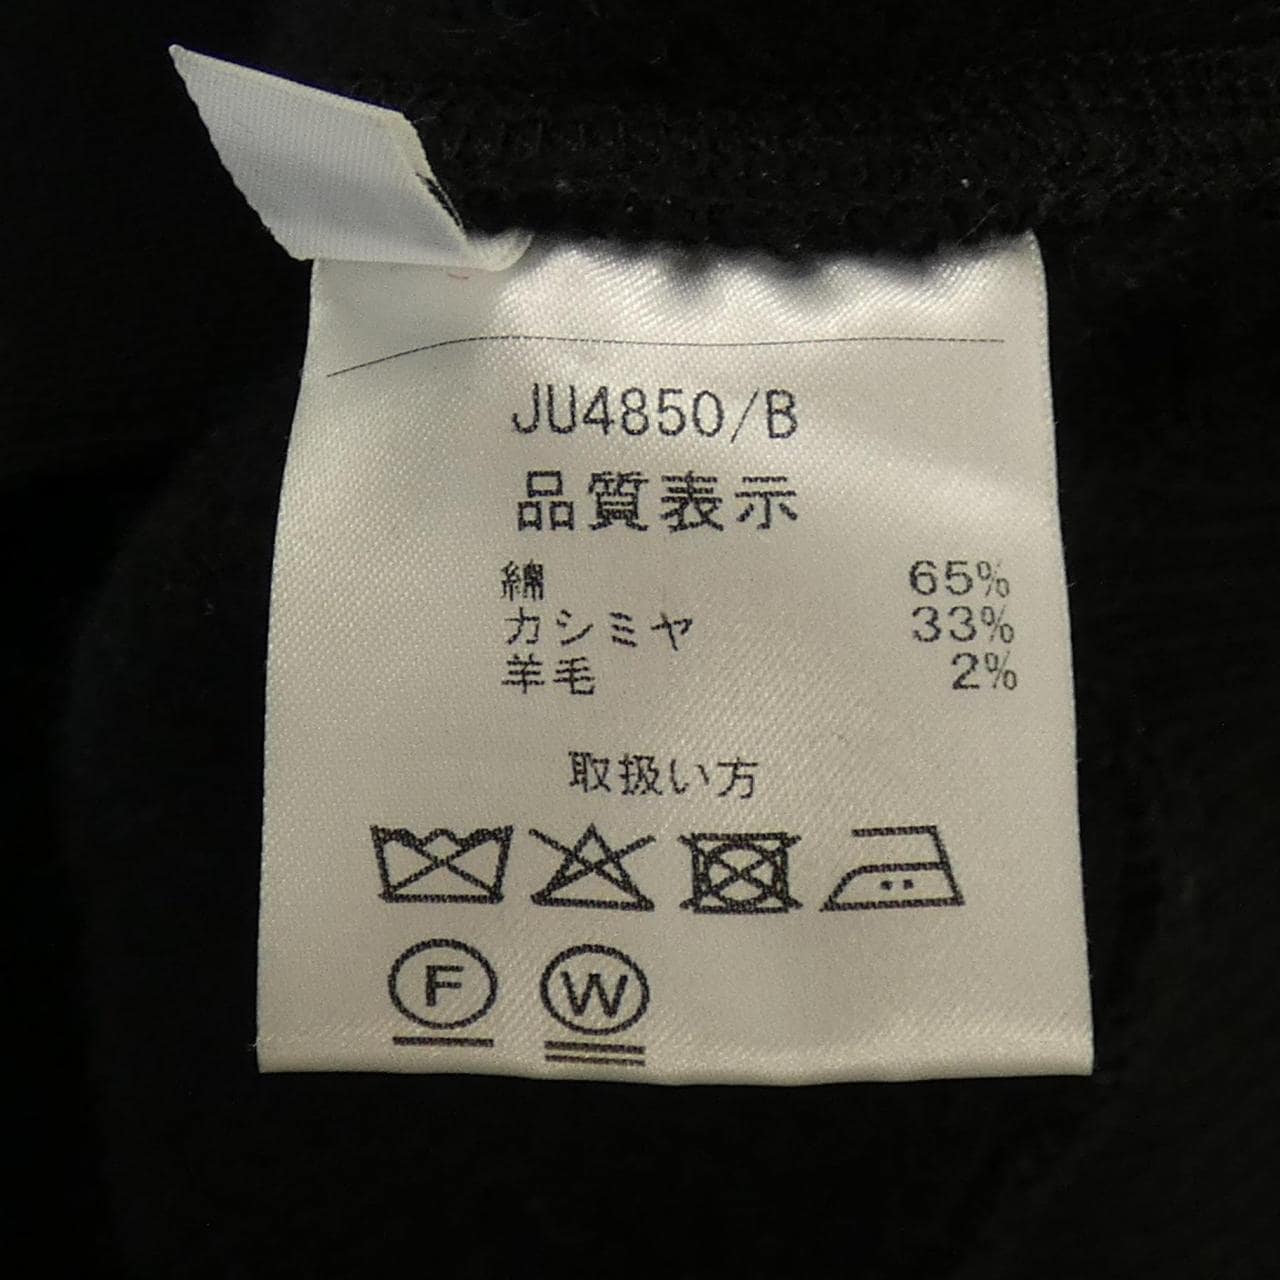 JU4850/B
品質表示
綿 65%
カシミヤ 33%
羊毛 2%
取扱い方
F W